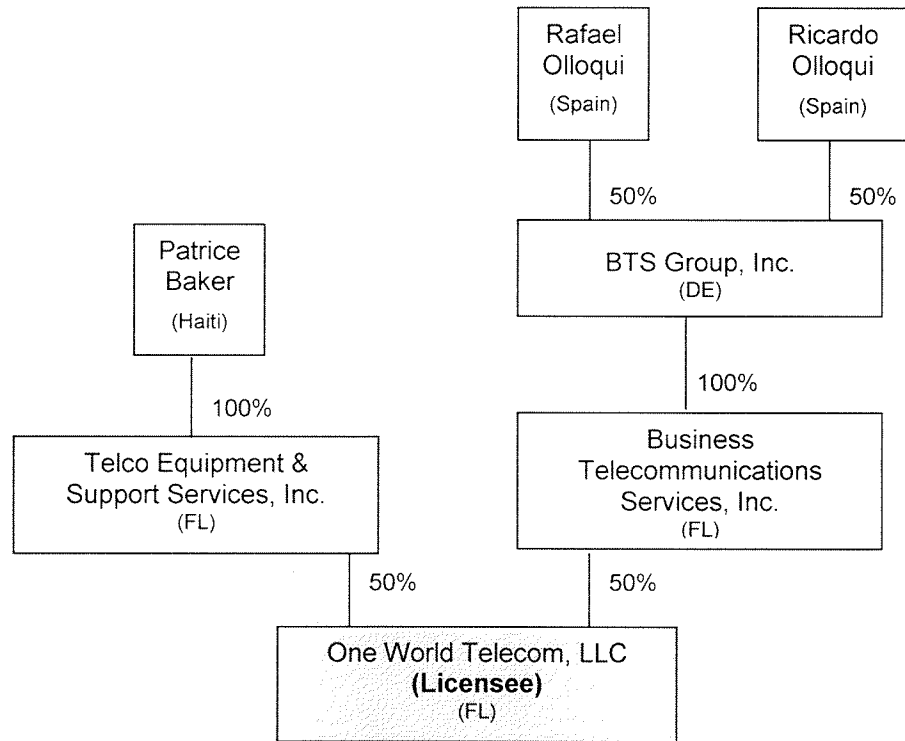 Rafael
Olloqui
(Spain)
Ricardo
Olloqui
(Spain)
50%
50%
Patrice
Baker
(Haiti)
BTS Group, Inc.
(DE)
100%
100%
Telco Equipment &
Support Services, Inc.
(FL)
Business
Telecommunications
Services, Inc.
(FL)
50%
50%
One World Telecom, LLC
(Licensee)
(FL)